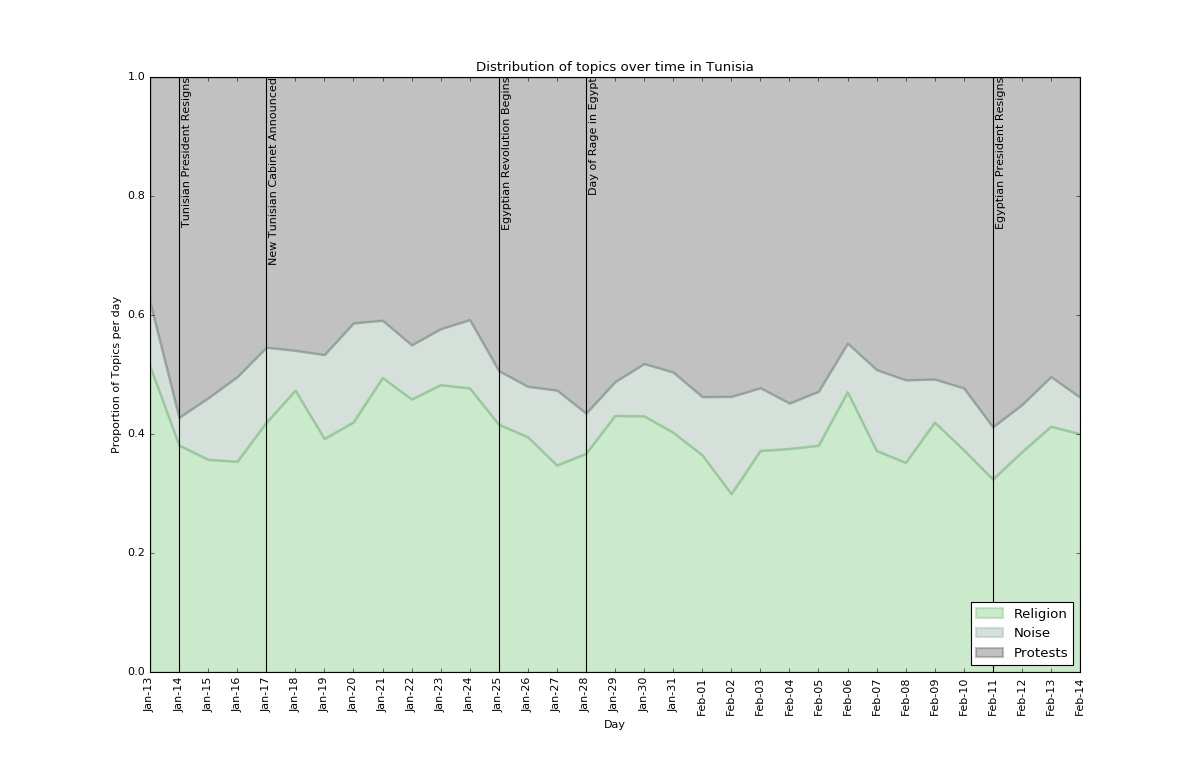 Distribution of topics over time in Tunisia
1.0
0.8
0.6
0.4
0.2
0.0
Proportion of Topics per day
Tunisian President Resigns
New Tunisian Cabinet Announced
Egyptian Revolution Begins
Day of Rage in Egypt
Egyptian President Resigns
Religion
Noise
Protests
Jan-13
Jan-14
Jan-15
Jan-16
Jan-17
Jan-18
Jan-19
Jan-20
Jan-21
Jan-22
Jan-23
Jan-24
Jan-25
Jan-26
Jan-27
Jan-28
Jan-29
Jan-30
Jan-31
Feb-01
Feb-02
Feb-03
Feb-04
Feb-05
Feb-06
Feb-07
Feb-08
Feb-09
Feb-10
Feb-11
Feb-12
Feb-13
Feb-14
Day